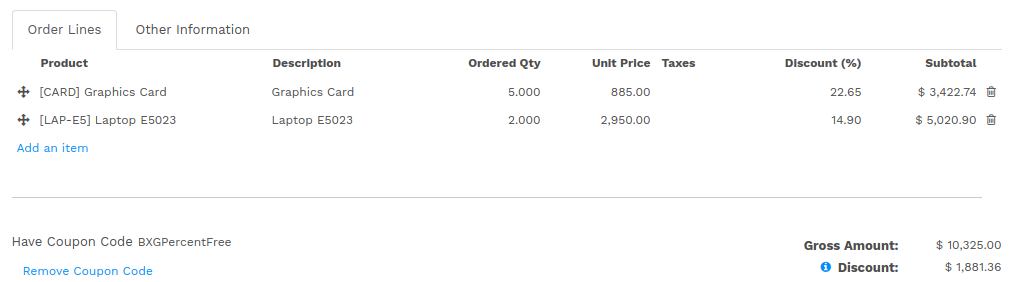 Order Lines Other Information
Product Description Ordered Qty Unit Price Taxes Discount (%) Subtotal
[CARD] Graphics Card Graphics Card 5.000 885.00 22.65 $ 3,422.74
[LAP-E5] Laptop E5023 Laptop E5023 2.000 2,950.00 14.90 $ 5,020.90
Add an item
Have Coupon Code BXGPercentFree
Gross Amount: $ 10,325.00
Remove Coupon Code
Discount: $ 1,881.36